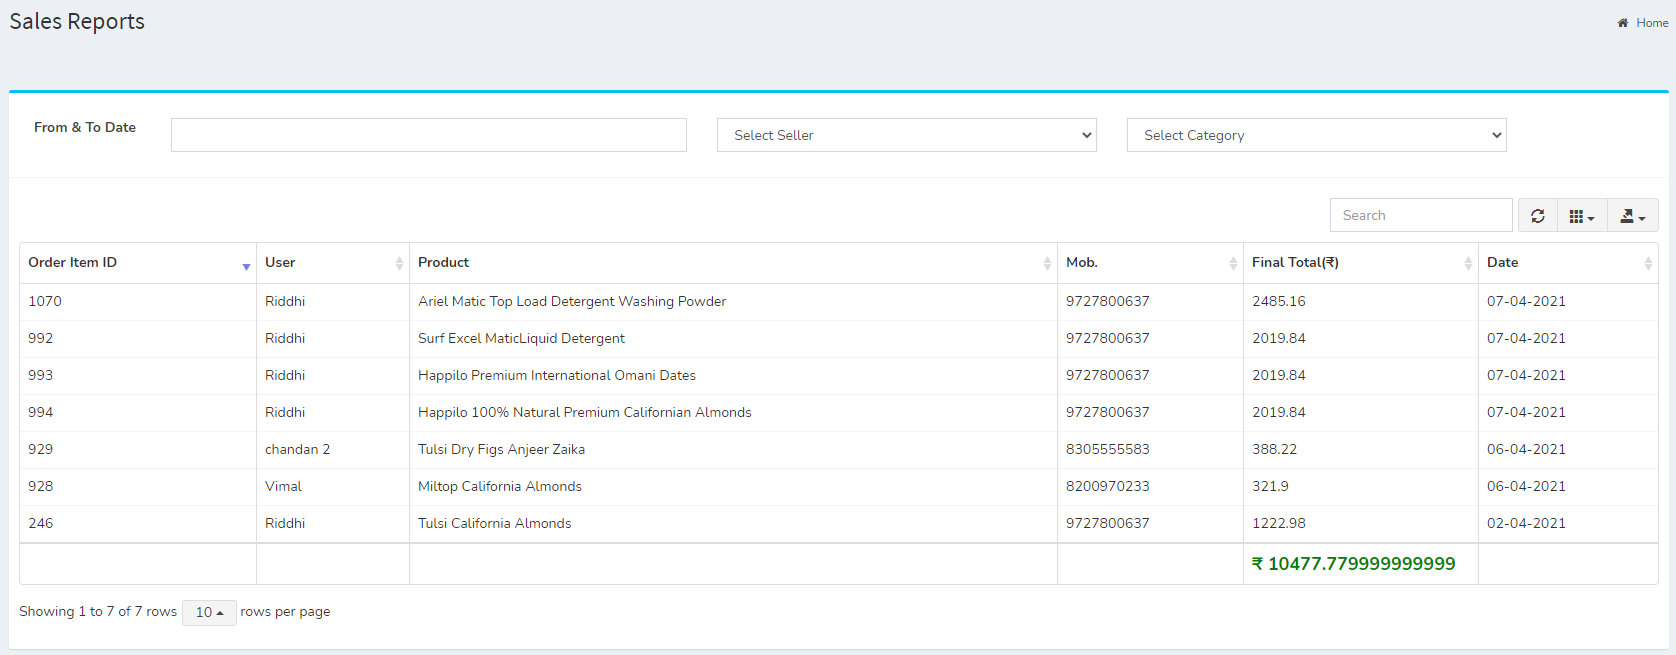 Sales Reports
Home
From & To Date
Select Seller
Select Category
Search
Order Item ID User Product Mob. Final Total(₹) Date
1070 Riddhi Ariel Matic Top Load Detergent Washing Powder 9727800637 2485.16 07-04-2021
992 Riddhi Surf Excel MaticLiquid Detergent 9727800637 2019.84 07-04-2021
993 Riddhi Happilo Premium International Omani Dates 9727800637 2019.84 07-04-2021
994 Riddhi Happilo 100% Natural Premium Californian Almonds 9727800637 2019.84 07-04-2021
929 chandan 2 Tulsi Dry Figs Anjeer Zaika 8305555583 388.22 06-04-2021
928 Vimal Miltop California Almonds 8200970233 321.9 06-04-2021
246 Riddhi Tulsi California Almonds 9727800637 1222.98 02-04-2021
₹ 10477.779999999999
Showing 1 to 7 of 7 rows 10 rows per page